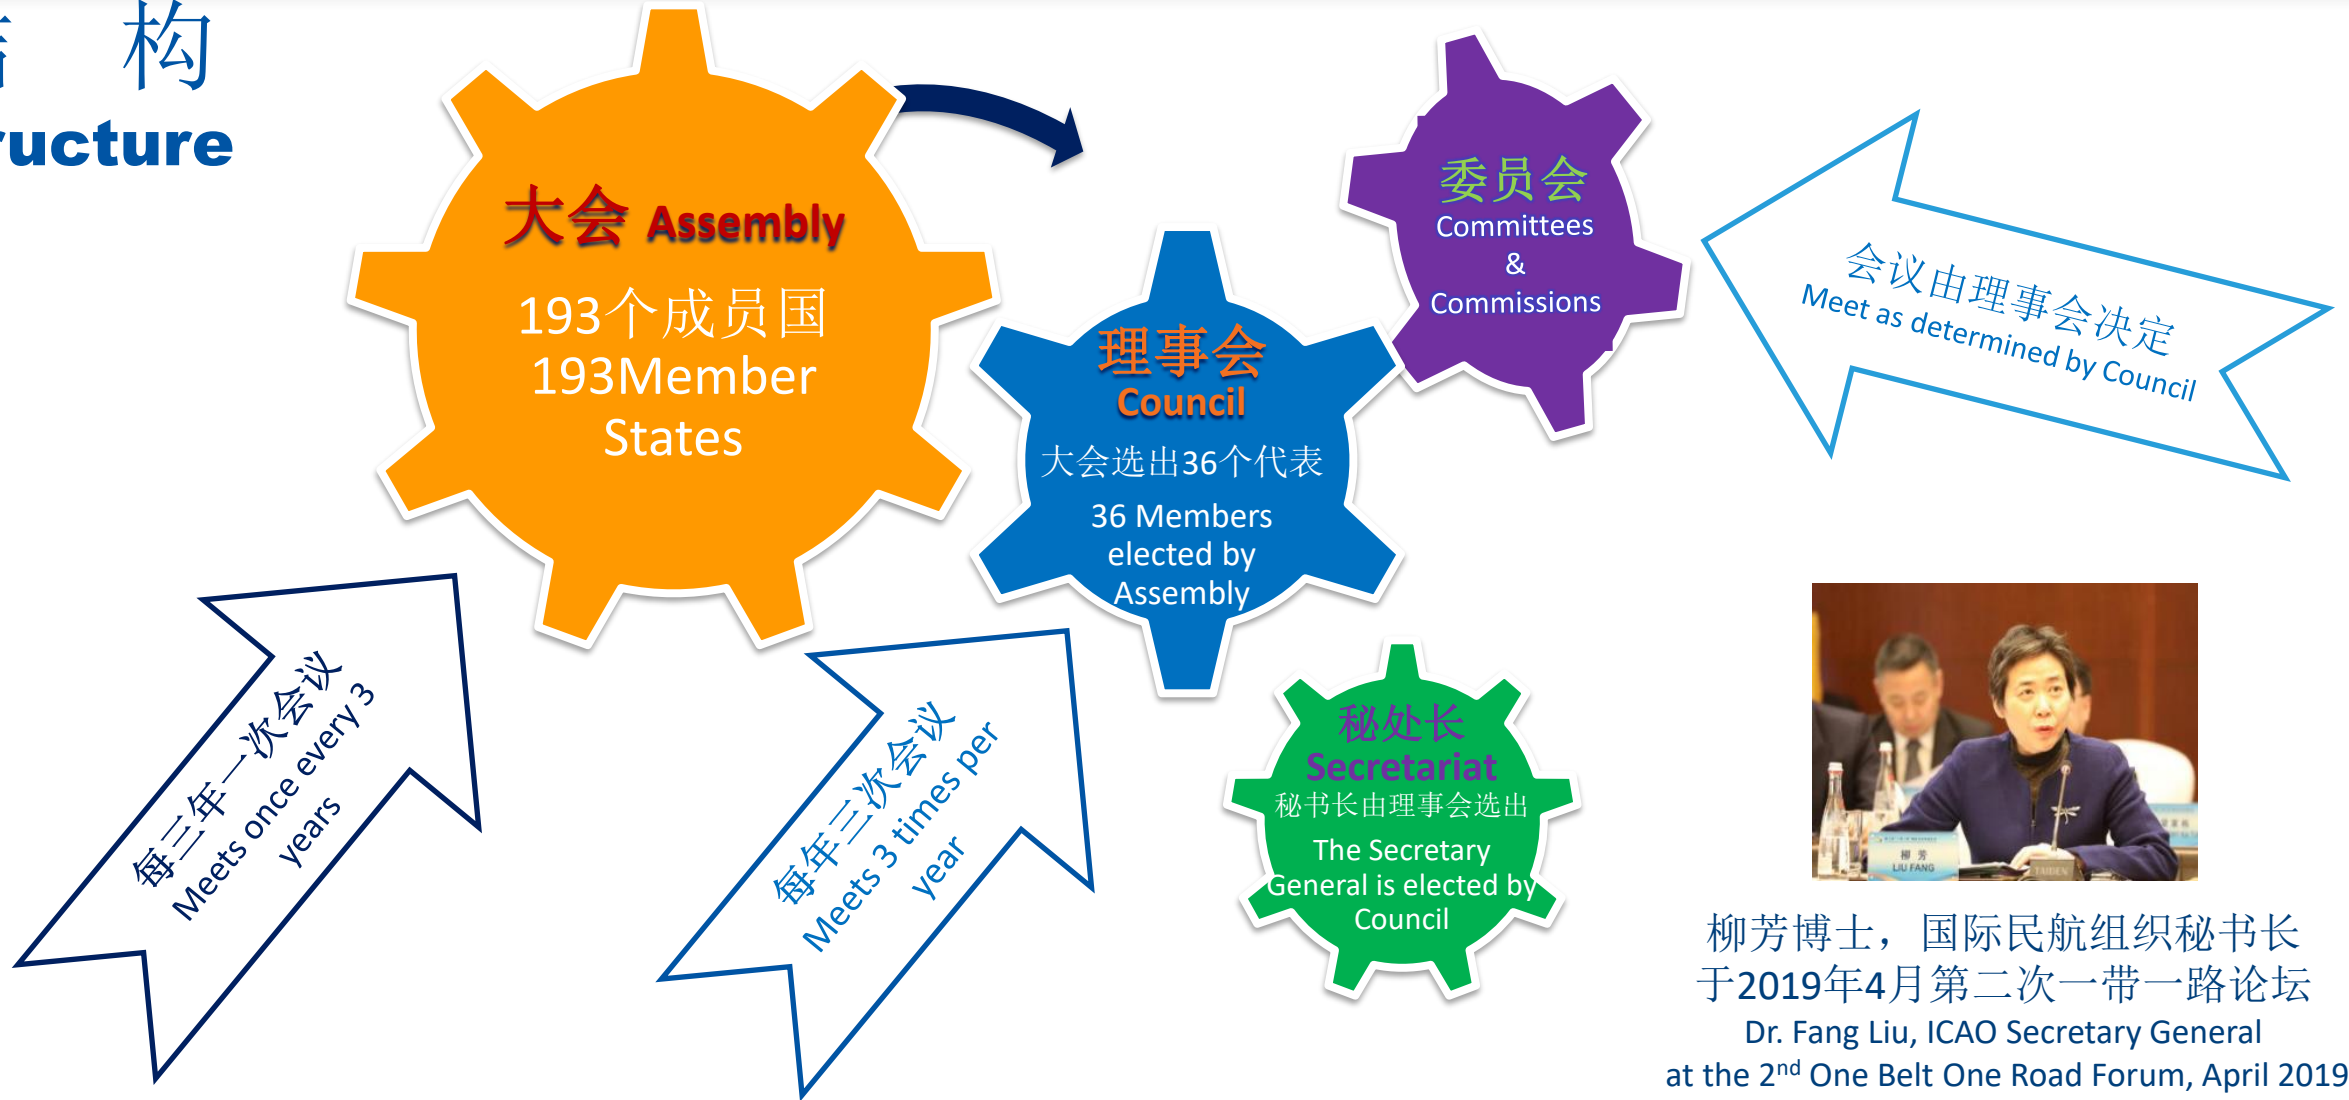 构
ructure
大会 Assembly
193个成员国
193Member
States
委员会
Committees
&
Commissions
会议由理事会决定
Meet as determined by Council
理事会
Council
大会选出36个代表
36 Members
elected by
Assembly
每三年一次会议
Meets once every 3
years
每年三次会议
Meets 3 times per
year
秘处长
Secretariat
秘书长由理事会选出
The Secretary
General is elected by
Council
柳 芳
LIU FANG
TAIDEN
柳芳博士，国际民航组织秘书长
于2019年4月第二次一带一路论坛
Dr. Fang Liu, ICAO Secretary General
at the 2nd One Belt One Road Forum, April 2019